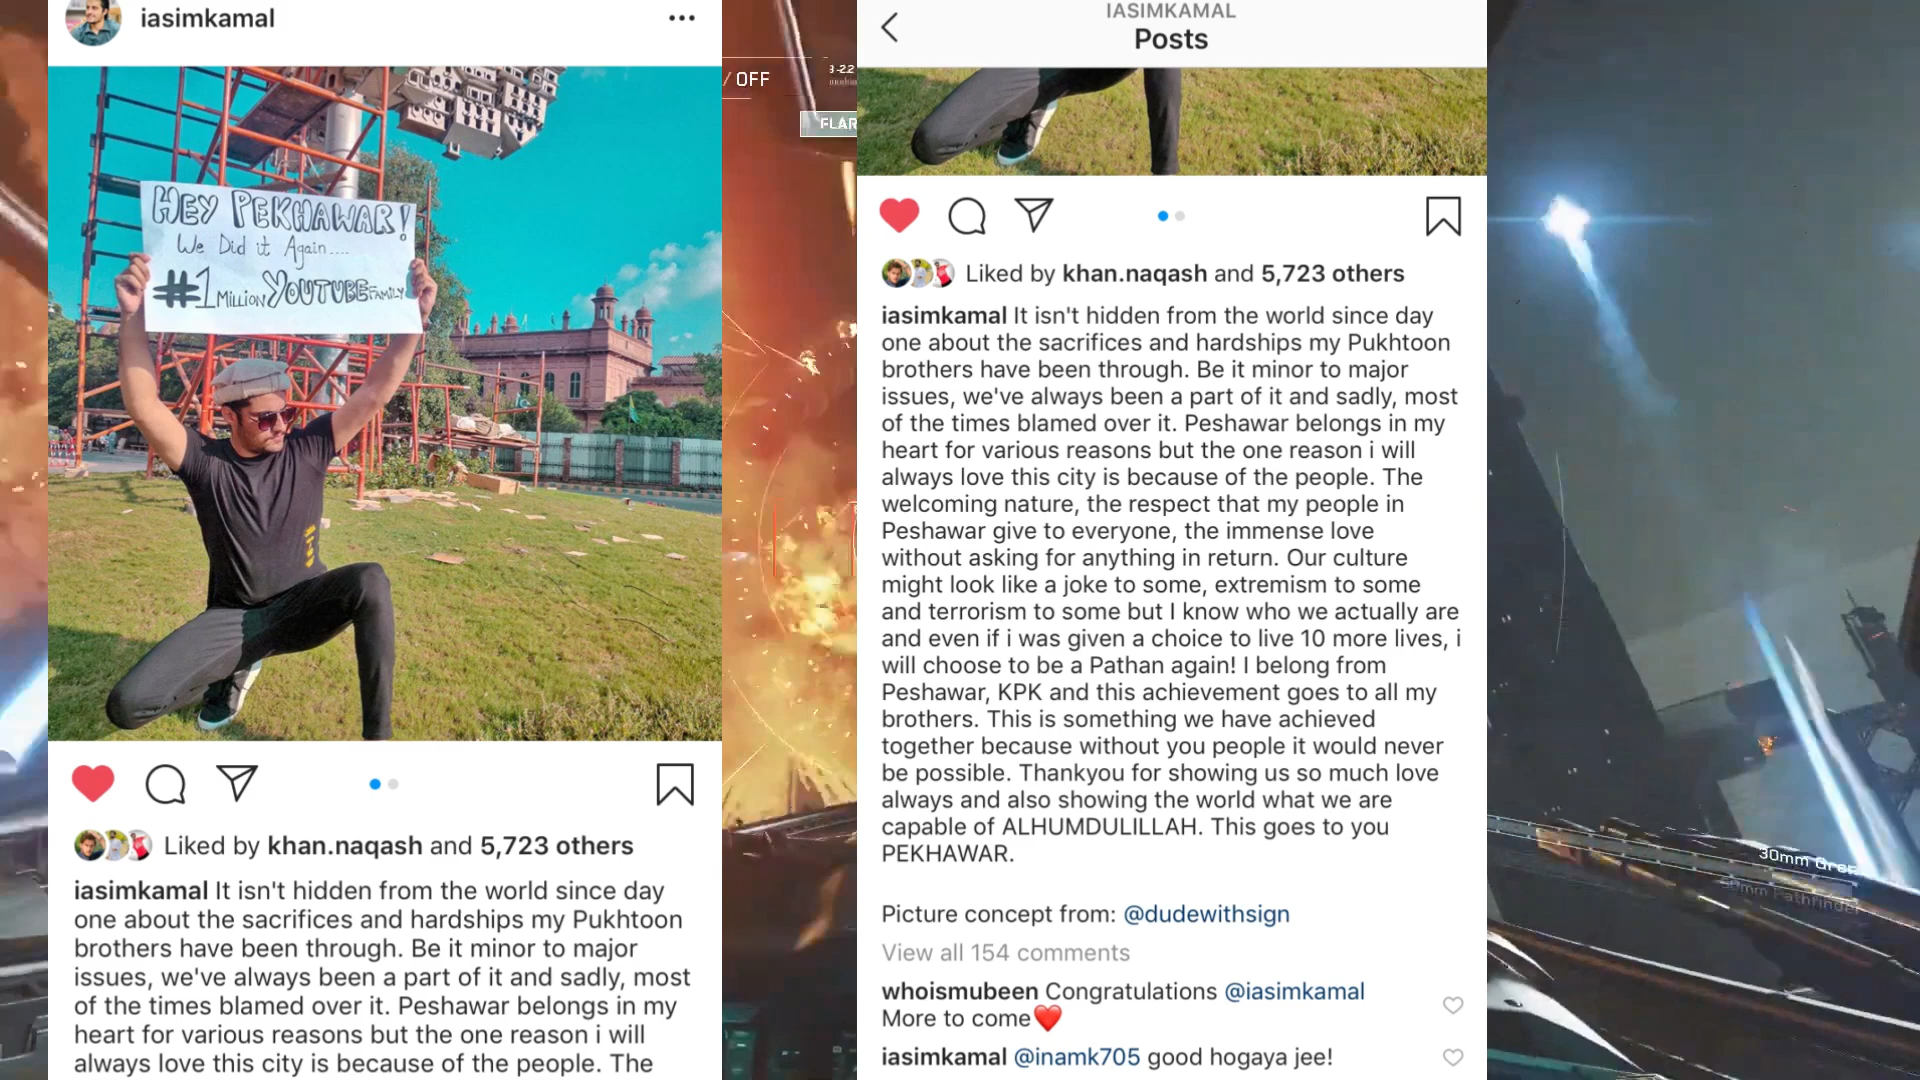 iasimkamal
HEY PEKHAWAR!
We Did it Again....
#1 MILLION YOUTUBE FAMILY
Liked by khan.naqash and 5,723 others
iasimkamal It isn't hidden from the world since day
one about the sacrifices and hardships my Pukhtoon
brothers have been through. Be it minor to major
issues, we've always been a part of it and sadly, most
of the times blamed over it. Peshawar belongs in my
heart for various reasons but the one reason i will
always love this city is because of the people. The
/ OFF
3-22
FLAR
IASIMKAMAL
Posts
Liked by khan.naqash and 5,723 others
iasimkamal It isn't hidden from the world since day
one about the sacrifices and hardships my Pukhtoon
brothers have been through. Be it minor to major
issues, we've always been a part of it and sadly, most
of the times blamed over it. Peshawar belongs in my
heart for various reasons but the one reason i will
always love this city is because of the people. The
welcoming nature, the respect that my people in
Peshawar give to everyone, the immense love
without asking for anything in return. Our culture
might look like a joke to some, extremism to some
and terrorism to some but I know who we actually are
and even if i was given a choice to live 10 more lives, i
will choose to be a Pathan again! I belong from
Peshawar, KPK and this achievement goes to all my
brothers. This is something we have achieved
together because without you people it would never
be possible. Thankyou for showing us so much love
always and also showing the world what we are
capable of ALHUMDULILLAH. This goes to you
PEKHAWAR.
Picture concept from: @dudewithsign
View all 154 comments
whoismubeen Congratulations @iasimkamal
More to come❤️
iasimkamal @inamk705 good hogaya jee!
30mm Gren
30mm Pathfinder